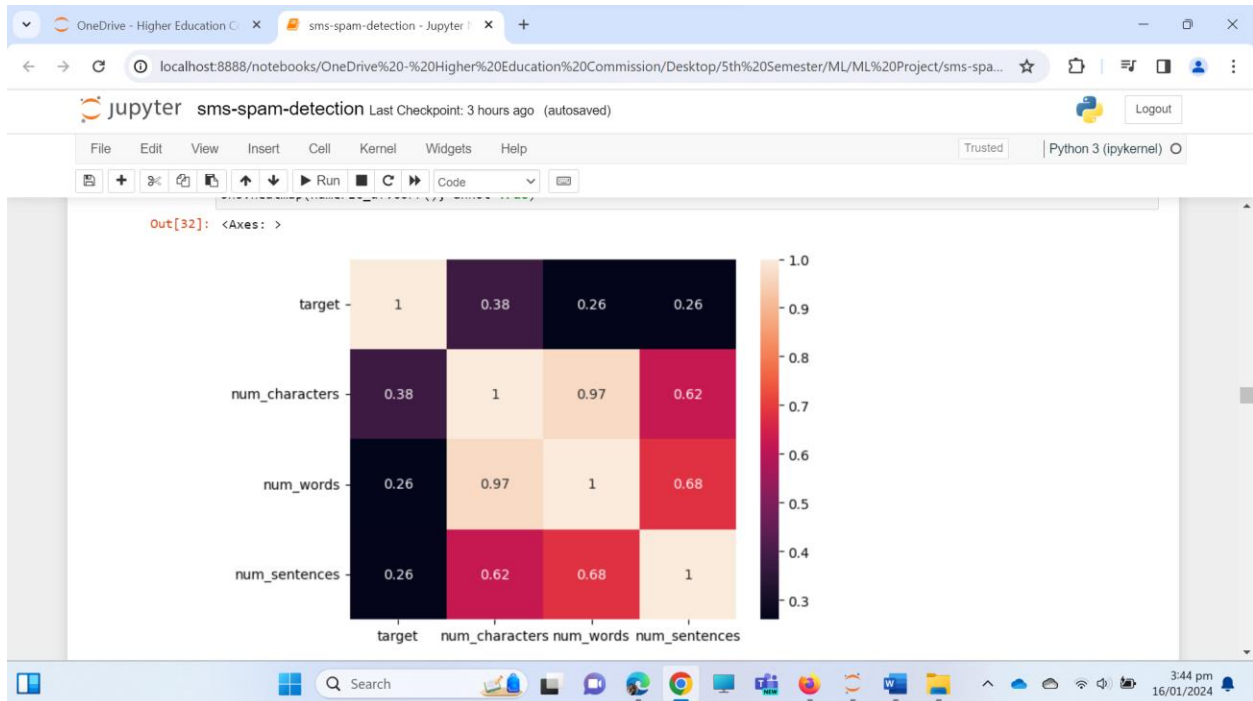 OneDrive - Higher Education C
sms-spam-detection - Jupyter
localhost:8888/notebooks/OneDrive%20-%20Higher%20Education%20Commission/Desktop/5th%20Semester/ML/ML%20Project/sms-spa...
jupyter sms-spam-detection Last Checkpoint: 3 hours ago (autosaved)
Logout
File Edit View Insert Cell Kernel Widgets Help
Trusted Python 3 (ipykernel)
Run Code
Out[32]: <Axes: >
1.0
target 1 0.38 0.26 0.26
0.9
0.8
num_characters 0.38 1 0.97 0.62
0.7
0.6
num_words 0.26 0.97 1 0.68
0.5
0.4
num_sentences 0.26 0.62 0.68 1
0.3
target num_characters num_words num_sentences
Search
NEW
3:44 pm
16/01/2024